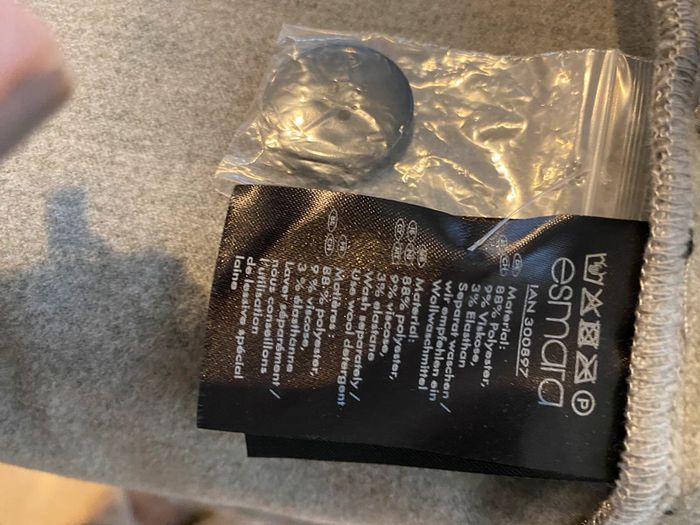 esmara
IAN 300897
Material:
88% Polyester,
9% Viskose,
3% Elasthan
Separat waschen /
wir empfehlen ein
Wollwaschmittel
Material:
88% polyester,
9% viscose,
3% elastane
Wash separately /
use wool detergent
Matières :
88 % polyester,
9 % viscose,
3 % élasthanne
Laver séparément /
nous conseillons
l'utilisation
de lessive spécial
laine